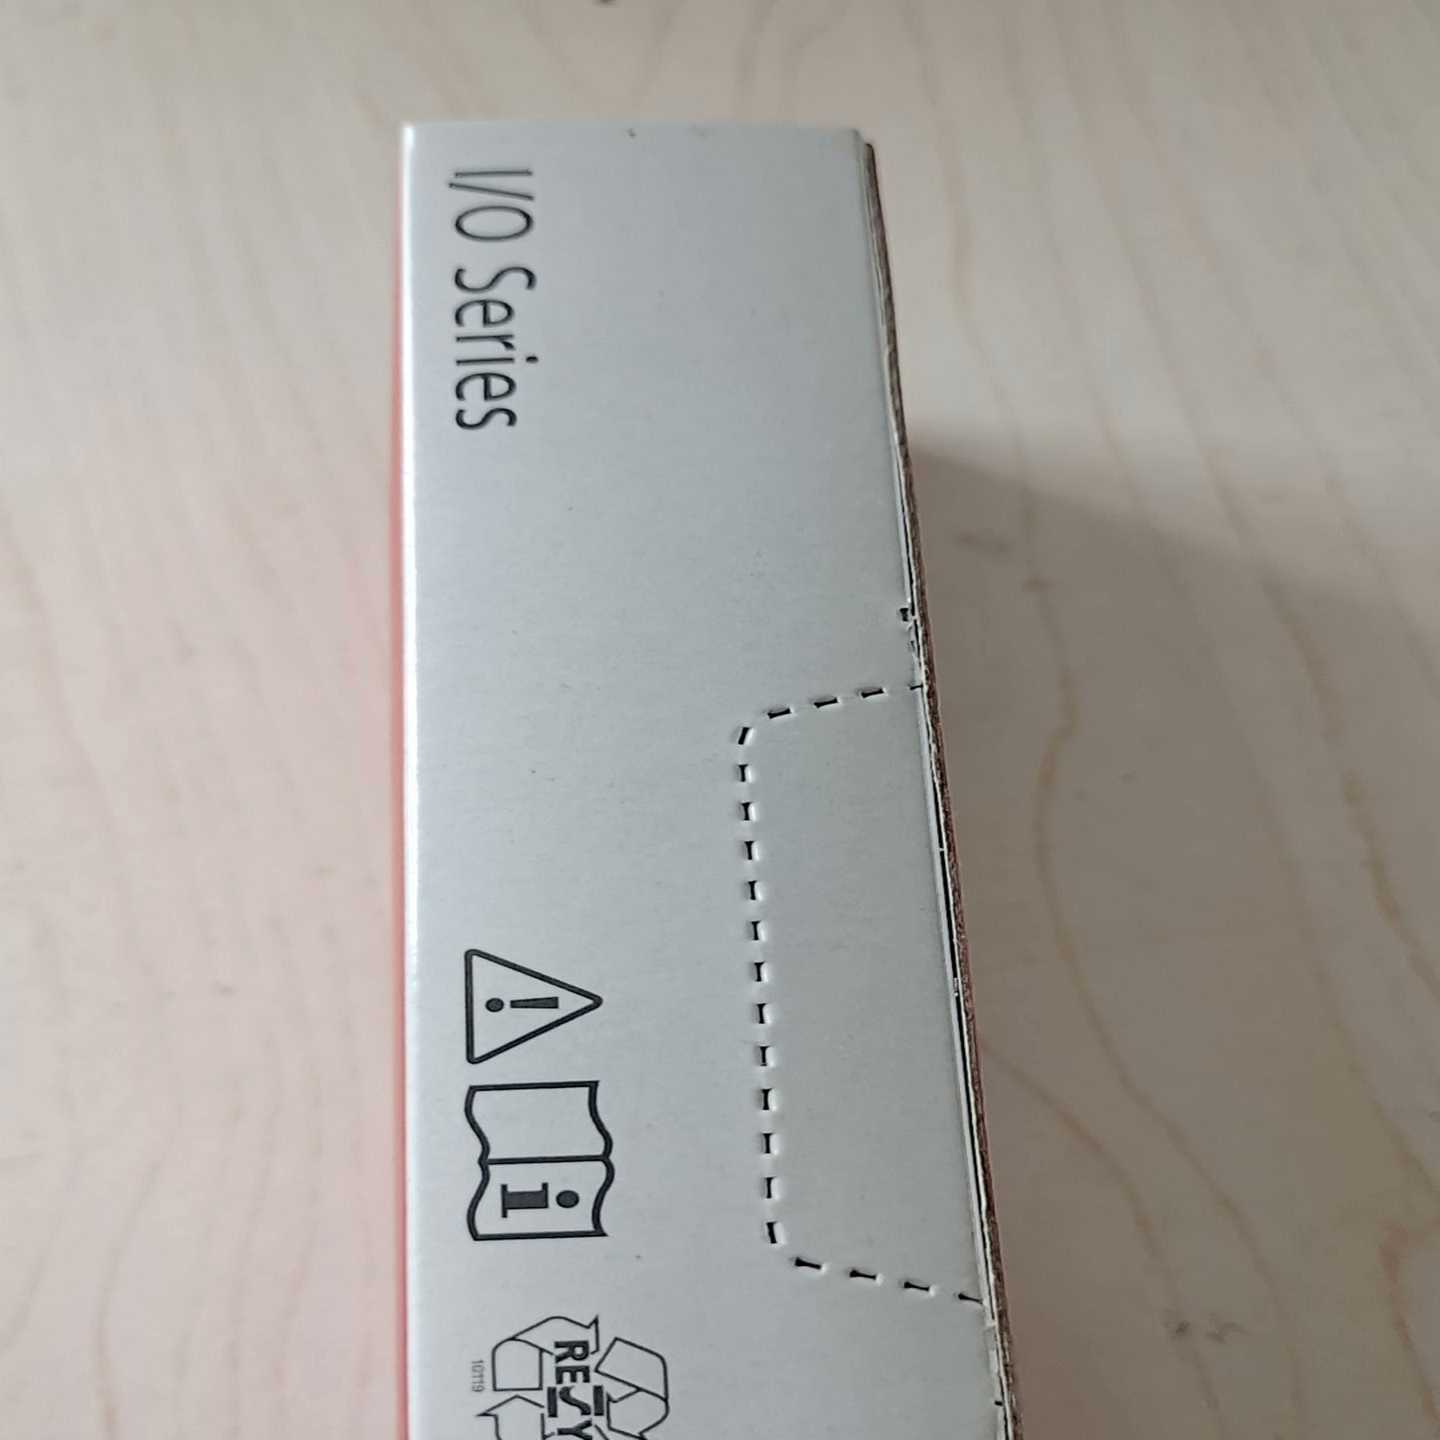 I/O Series
i
RESY
10119